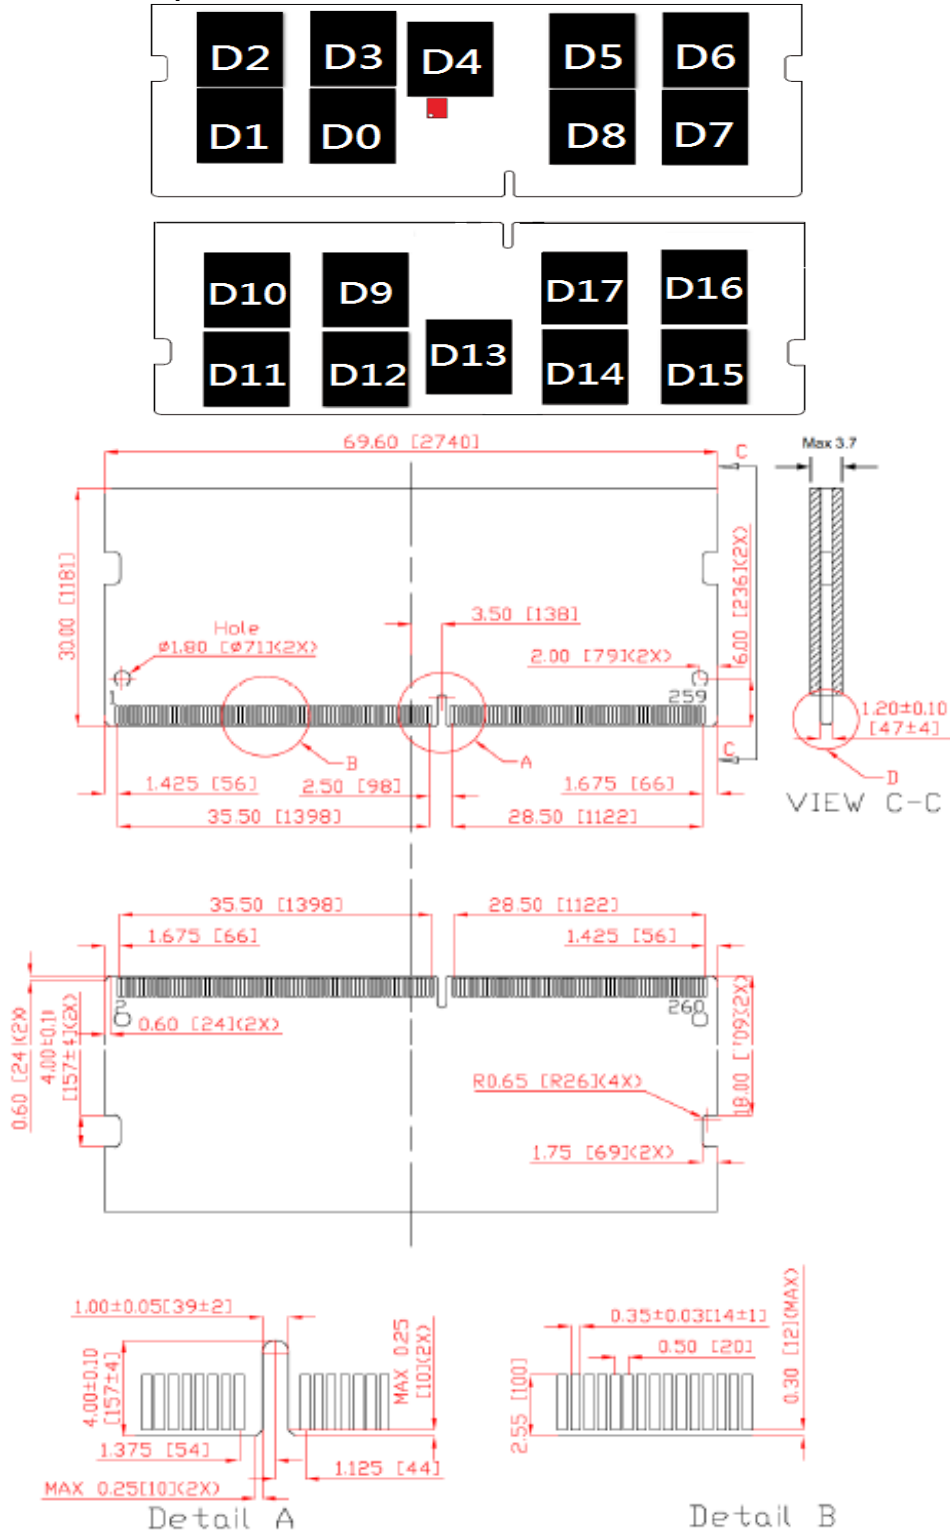 D2 D3 D4 D5 D6
D1 D0 D8 D7
D10 D9 D17 D16
D11 D12 D13 D14 D15
69.60 [2740]
C
Max 3.7
30.00 [1181]
6.00 [236](2X)
3.50 [138]
Hole
ø1.80 [ø71](2X)
2.00 [79](2X)
1
259
1.20±0.10
[47±4]
B
A
C
D
1.425 [56]
2.50 [98]
1.675 [66]
VIEW C-C
35.50 [1398]
28.50 [1122]
35.50 [1398]
28.50 [1122]
1.675 [66]
1.425 [56]
2
260
0.60 [24](2X)
0.60 [24](2X)
4.00±0.10
[157±4](2X)
R0.65 [R26](4X)
18.00 [709](2X)
1.75 [69](2X)
1.00±0.05[39±2]
4.00±0.10
[157±4]
MAX 0.25
[10](2X)
1.375 [54]
1.125 [44]
MAX 0.25[10](2X)
Detail A
0.35±0.03[14±1]
0.50 [20]
0.30 [12](MAX)
2.55 [100]
Detail B